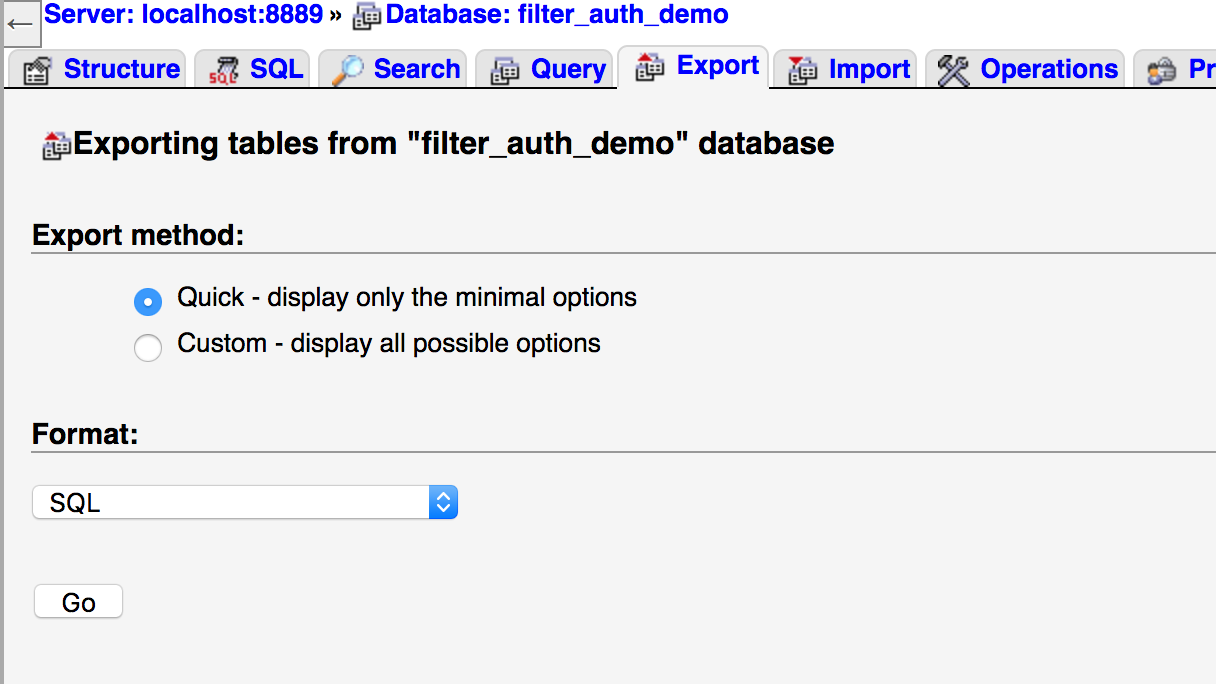 ← Server: localhost:8889 » Database: filter_auth_demo
Structure SQL Search Query Export Import Operations Pr
Exporting tables from "filter_auth_demo" database
Export method:
Quick - display only the minimal options
Custom - display all possible options
Format:
SQL
Go